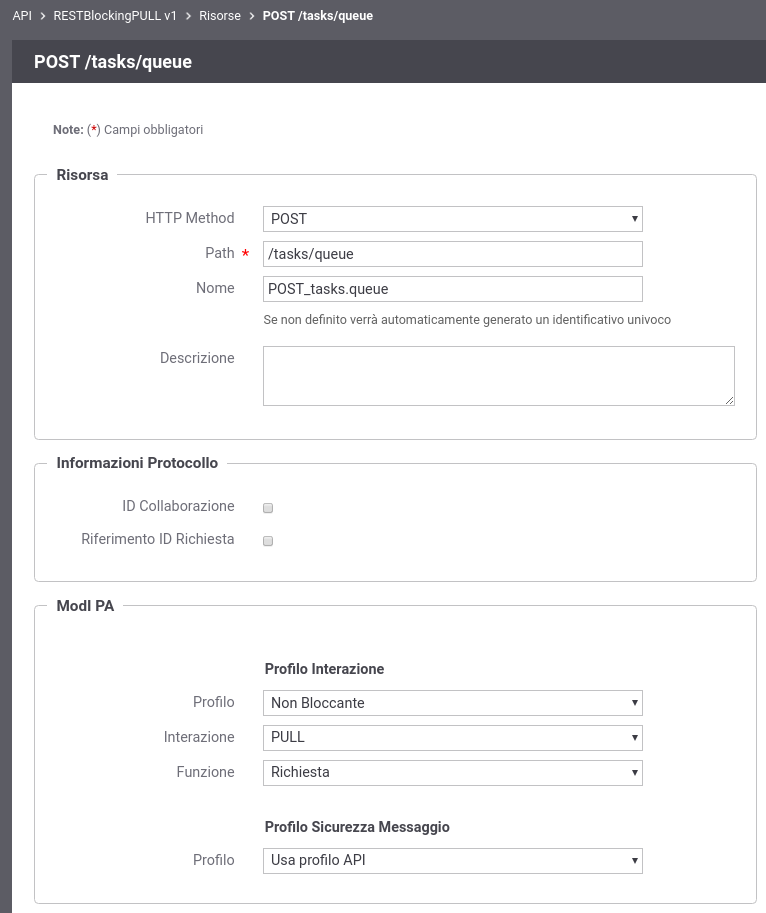 API > RESTBlockingPULL v1 > Risorse > POST /tasks/queue
POST /tasks/queue
Note: (*) Campi obbligatori
Risorsa
HTTP Method POST
Path * /tasks/queue
Nome POST_tasks.queue
Se non definito verrà automaticamente generato un identificativo univoco
Descrizione
Informazioni Protocollo
ID Collaborazione
Riferimento ID Richiesta
ModI PA
Profilo Interazione
Profilo Non Bloccante
Interazione PULL
Funzione Richiesta
Profilo Sicurezza Messaggio
Profilo Usa profilo API